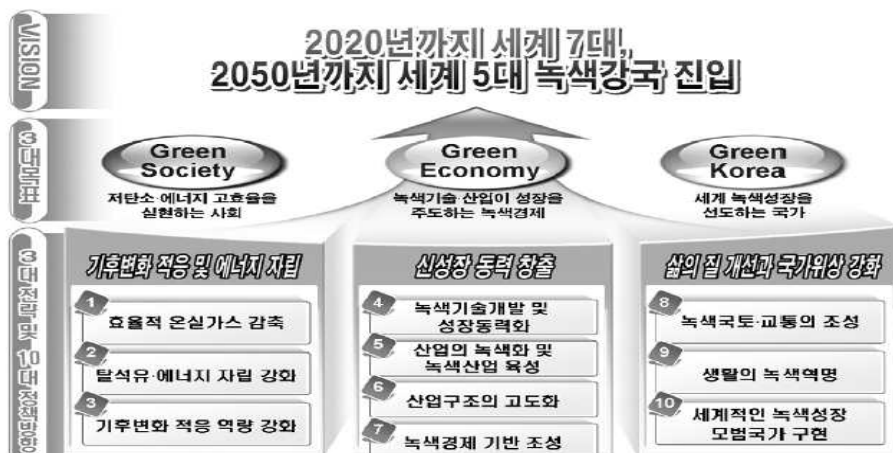 VISION
2020년까지 세계 7대,
2050년까지 세계 5대 녹색강국 진입
3대목표
Green
Society
저탄소·에너지 고효율을
실현하는 사회
Green
Economy
녹색기술·산업이 성장을
주도하는 녹색경제
Green
Korea
세계 녹색성장을
선도하는 국가
3대전략 및 10대정책방향
기후변화 적응 및 에너지 자립
1
효율적 온실가스 감축
2
탈석유·에너지 자립 강화
3
기후변화 적응 역량 강화
신성장 동력 창출
4
녹색기술개발 및
성장동력화
5
산업의 녹색화 및
녹색산업 육성
6
산업구조의 고도화
7
녹색경제 기반 조성
삶의 질 개선과 국가위상 강화
8
녹색국토·교통의 조성
9
생활의 녹색혁명
10
세계적인 녹색성장
모범국가 구현